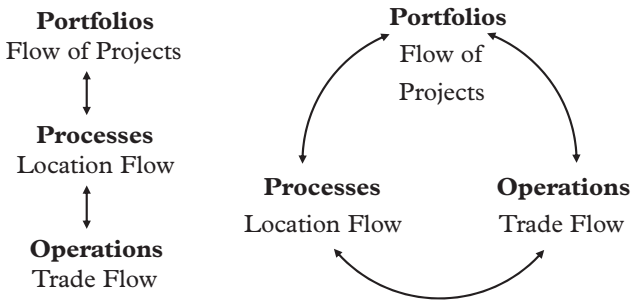 Portfolios
Flow of Projects
Processes
Location Flow
Operations
Trade Flow
Portfolios
Flow of
Projects
Processes
Location Flow
Operations
Trade Flow